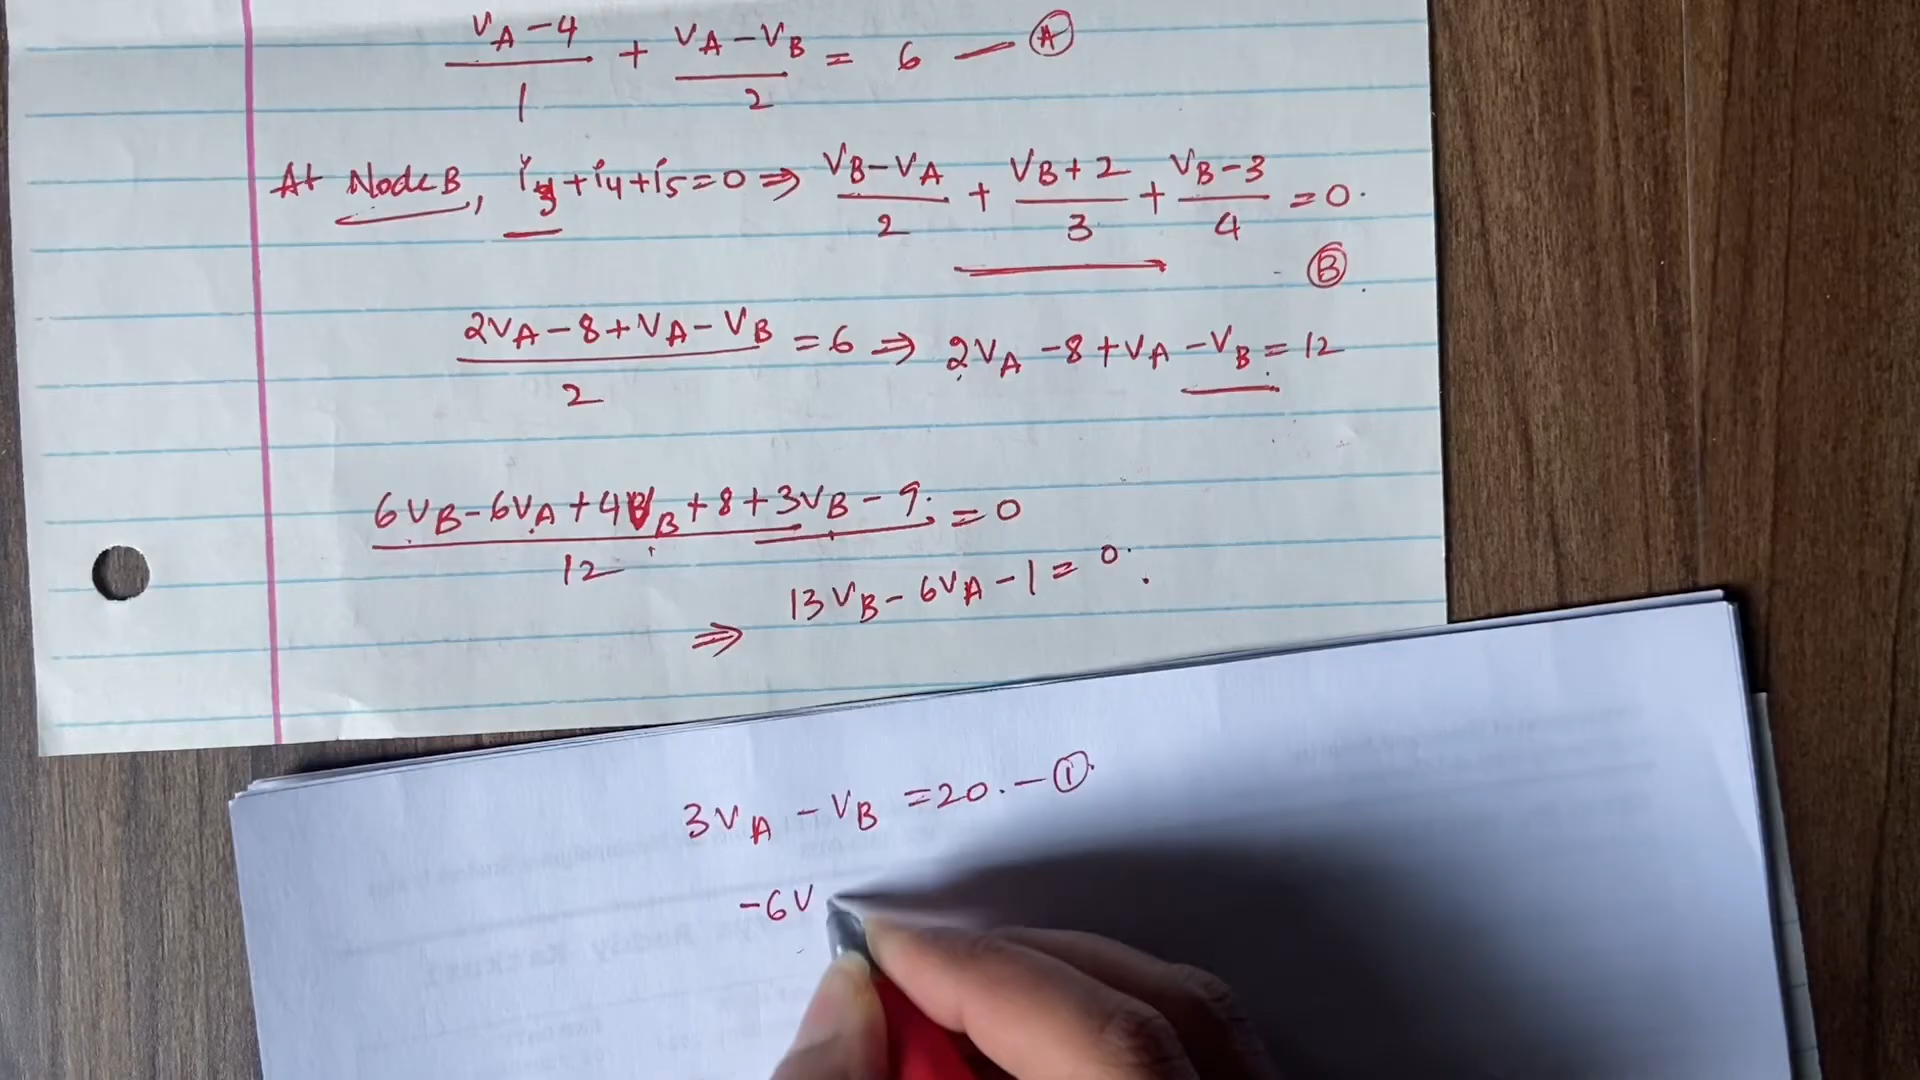 (VA-4)/1 + (VA-VB)/2 = 6 — Ⓐ
At Node B, i3+i4+i5=0 ⇒ (VB-VA)/2 + (VB+2)/3 + (VB-3)/4 = 0.
Ⓑ
(2VA-8+VA-VB)/2 = 6 ⇒ 2VA-8+VA-VB = 12
(6VB-6VA+4VB+8+3VB-9)/12 = 0
⇒ 13VB-6VA-1 = 0.
3VA - VB = 20. — ①
-6V